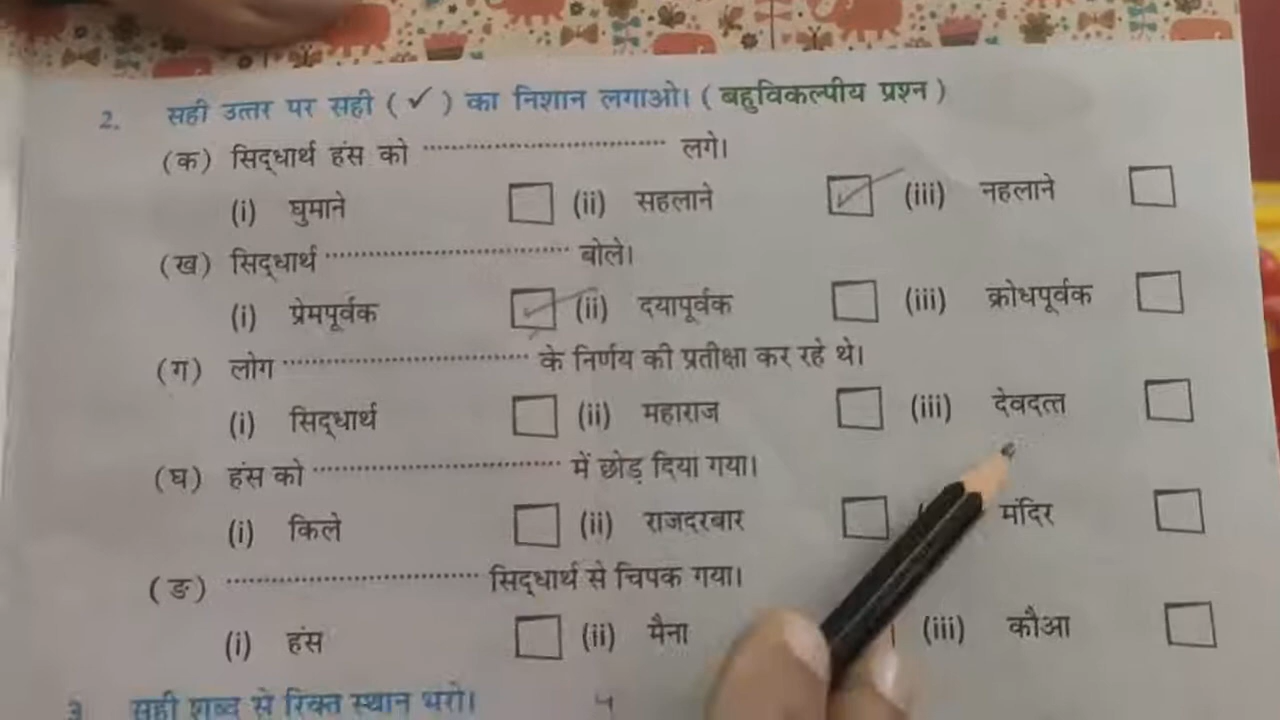 2. सही उत्तर पर सही ( ✓ ) का निशान लगाओ। ( बहुविकल्पीय प्रश्न )
(क) सिद्धार्थ हंस को ........................ लगे।
(i) घुमाने (ii) सहलाने ✓ (iii) नहलाने
(ख) सिद्धार्थ ........................ बोले।
(i) प्रेमपूर्वक ✓ (ii) दयापूर्वक (iii) क्रोधपूर्वक
(ग) लोग ........................ के निर्णय की प्रतीक्षा कर रहे थे।
(i) सिद्धार्थ (ii) महाराज (iii) देवदत्त
(घ) हंस को ........................ में छोड़ दिया गया।
(i) किले (ii) राजदरबार मंदिर
(ङ) ........................ सिद्धार्थ से चिपक गया।
(i) हंस (ii) मैना (iii) कौआ
3 सही शब्द से रिक्त स्थान भरो।